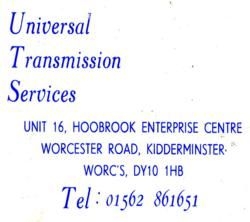 Universal
Transmission
Services
UNIT 16, HOOBROOK ENTERPRISE CENTRE
WORCESTER ROAD, KIDDERMINSTER
WORC'S, DY10 1HB
Tel: 01562 861651